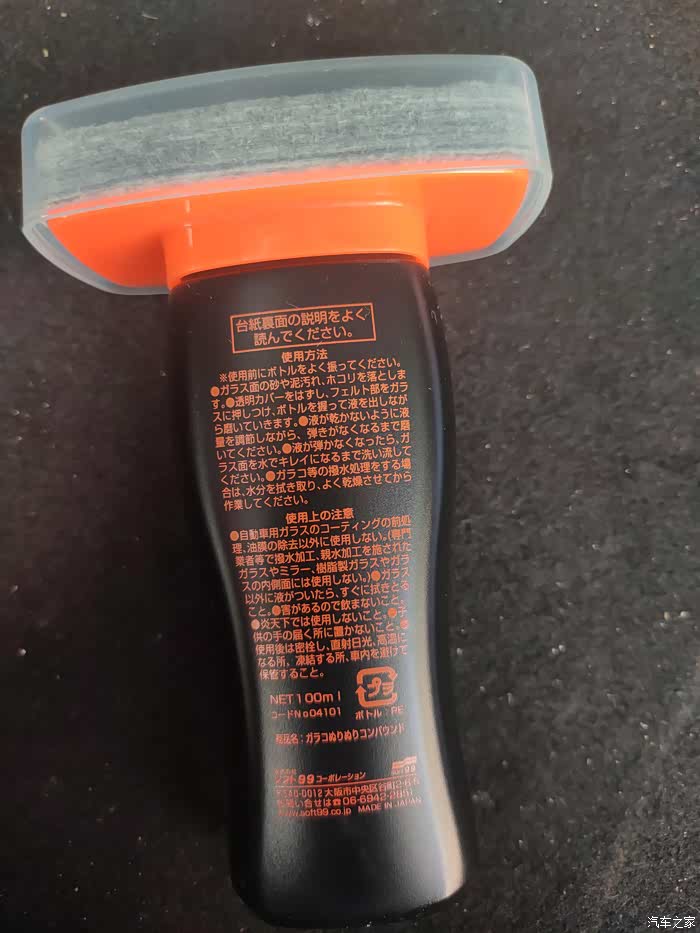 台紙裏面の説明をよく
読んでください。
使用方法
※使用前にボトルをよく振ってください。
●ガラス面の砂や泥汚れ、ホコリを落としま
す。●透明カバーをはずし、フェルト部をガラ
スに押しつけ、ボトルを握って液を出しなが
ら磨いていきます。●液が乾かないように液
量を調節しながら、弾きがなくなるまで磨
いてください。●液が弾かなくなったら、ガ
ラス面を水でキレイになるまで洗い流して
ください。●ガラコ等の撥水処理をする場
合は、水分を拭き取り、よく乾燥させてから
作業してください。
使用上の注意
●自動車用ガラスのコーティングの前処
理、油膜の除去以外に使用しない。(専門
業者等で撥水加工、親水加工を施された
ガラスやミラー、樹脂製ガラスやガラ
スの内側面には使用しない。)●ガラス
以外に液がついたら、すぐに拭きとる
こと。●害があるので飲まないこと。
●炎天下では使用しないこと。●子
供の手の届く所に置かないこと。●
使用後は密栓し、直射日光、高温に
なる所、凍結する所、車内を避けて
保管すること。
NET100ml
プラ
コードNo04101 ボトル:PE
商品名:ガラコぬりぬりコンパウンド
ソフト99コーポレーション
soft99
〒540-0012 大阪市中央区谷町2-6-5
お問い合せは☎06-6942-2851
www.soft99.co.jp MADE IN JAPAN
汽车之家